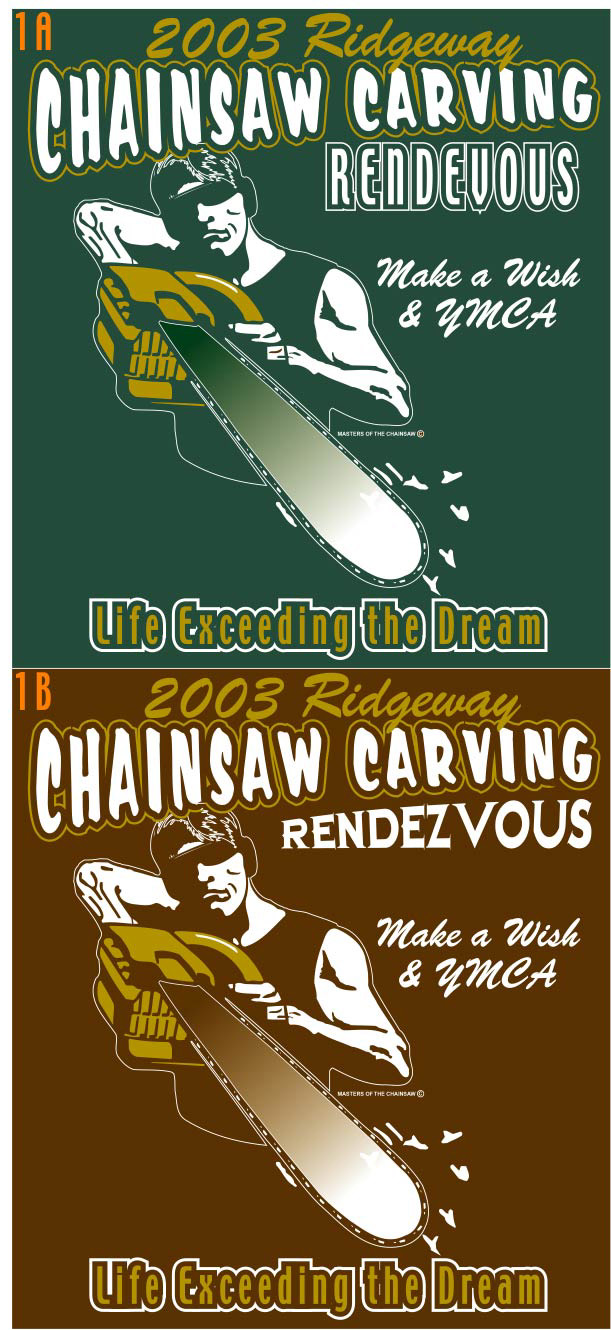 1A
2003 Ridgeway
CHAINSAW CARVING
RENDEVOUS
Make a Wish
& YMCA
MASTERS OF THE CHAINSAW ©
Life Exceeding the Dream
1B
2003 Ridgeway
CHAINSAW CARVING
RENDEZVOUS
Make a Wish
& YMCA
MASTERS OF THE CHAINSAW ©
Life Exceeding the Dream